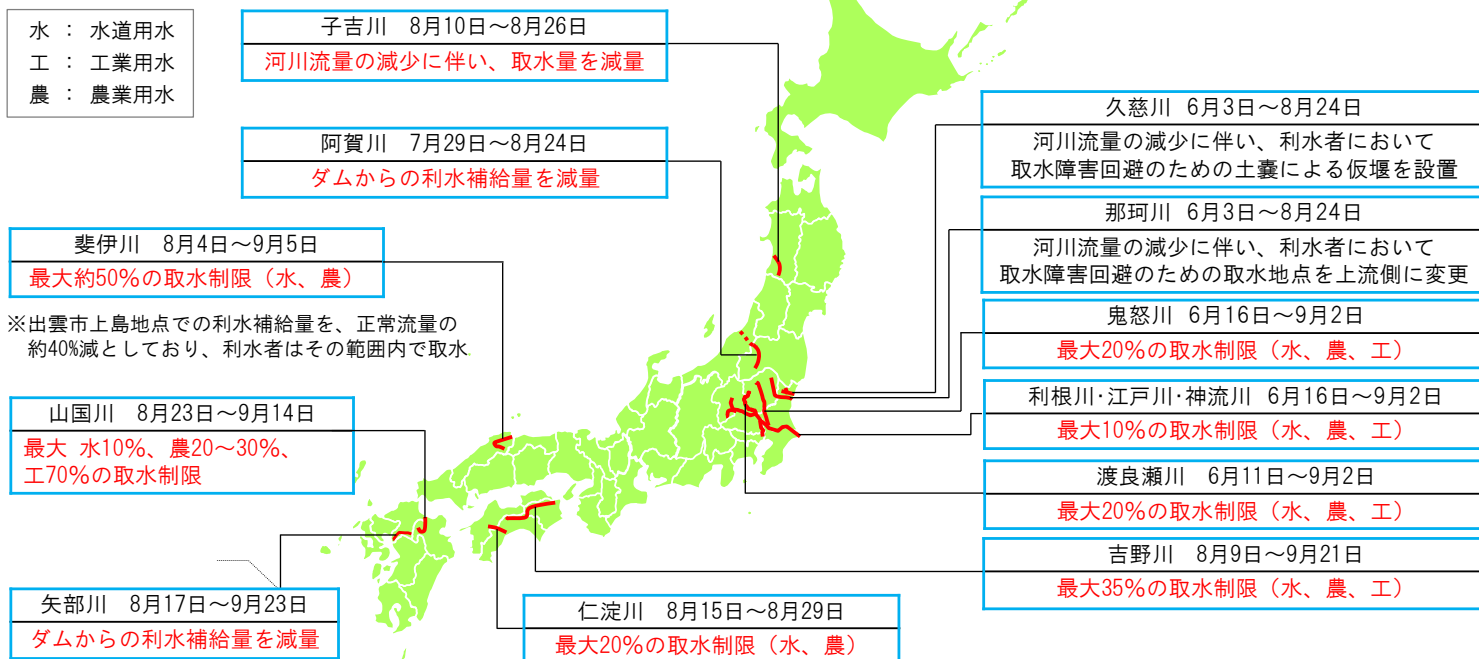 水 ： 水道用水
工 ： 工業用水
農 ： 農業用水
子吉川　8月10日～8月26日
河川流量の減少に伴い、取水量を減量
阿賀川　7月29日～8月24日
ダムからの利水補給量を減量
斐伊川　8月4日～9月5日
最大約50%の取水制限（水、農）
※出雲市上島地点での利水補給量を、正常流量の
約40%減としており、利水者はその範囲内で取水
山国川　8月23日～9月14日
最大 水10%、農20～30%、
工70%の取水制限
矢部川　8月17日～9月23日
ダムからの利水補給量を減量
仁淀川　8月15日～8月29日
最大20%の取水制限（水、農）
久慈川 6月3日～8月24日
河川流量の減少に伴い、利水者において
取水障害回避のための土嚢による仮堰を設置
那珂川 6月3日～8月24日
河川流量の減少に伴い、利水者において
取水障害回避のための取水地点を上流側に変更
鬼怒川 6月16日～9月2日
最大20%の取水制限（水、農、工）
利根川･江戸川･神流川 6月16日～9月2日
最大10%の取水制限（水、農、工）
渡良瀬川　6月11日～9月2日
最大20%の取水制限（水、農、工）
吉野川　8月9日～9月21日
最大35%の取水制限（水、農、工）